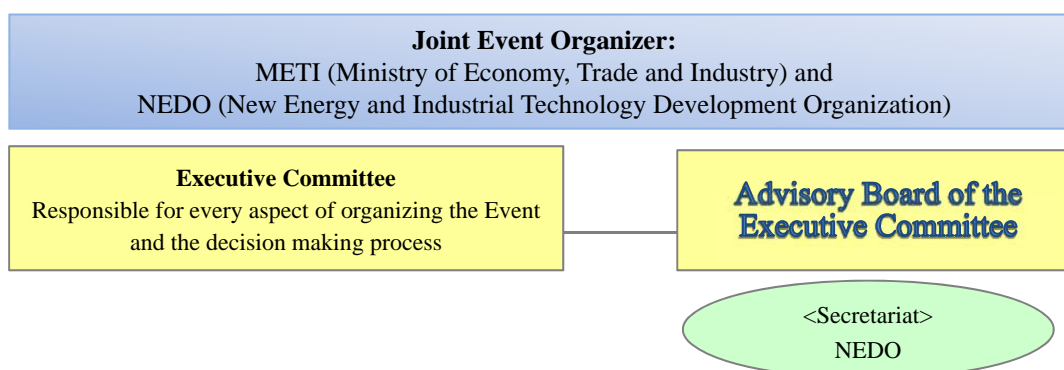 Joint Event Organizer:
METI (Ministry of Economy, Trade and Industry) and
NEDO (New Energy and Industrial Technology Development Organization)
Executive Committee
Responsible for every aspect of organizing the Event
and the decision making process
Advisory Board of the
Executive Committee
<Secretariat>
NEDO